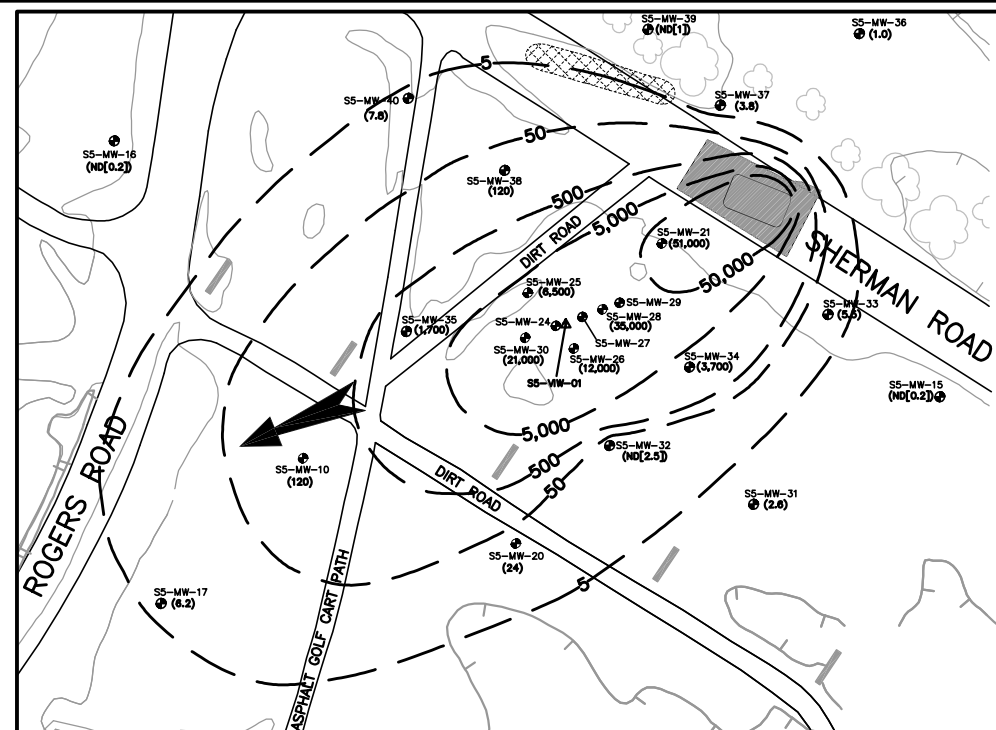 S5-MW-39
(ND[1])
S5-MW-36
(1.0)
5
S5-MW-37
(3.8)
S5-MW-40
(7.8)
50
S5-MW-16
(ND[0.2])
S5-MW-38
(120)
500
5,000
DIRT ROAD
S5-MW-21
(51,000)
50,000
SHERMAN ROAD
S5-MW-25
(6,500)
S5-MW-29
S5-MW-28
(35,000)
S5-MW-33
(5.5)
S5-MW-35
(1,700)
S5-MW-24
S5-MW-27
S5-MW-30
(21,000)
S5-MW-26
(12,000)
S5-VIW-01
S5-MW-34
(3,700)
S5-MW-15
(ND[0.2])
5,000
S5-MW-32
(ND[2.5])
500
50
S5-MW-10
(120)
DIRT ROAD
S5-MW-31
(2.6)
ROGERS ROAD
S5-MW-20
(24)
5
S5-MW-17
(6.2)
ASPHALT GOLF CART PATH